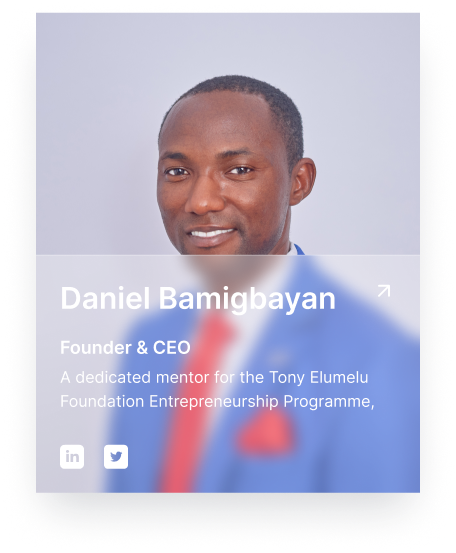 Daniel Bamigbayan
Founder & CEO
A dedicated mentor for the Tony Elumelu
Foundation Entrepreneurship Programme,
in